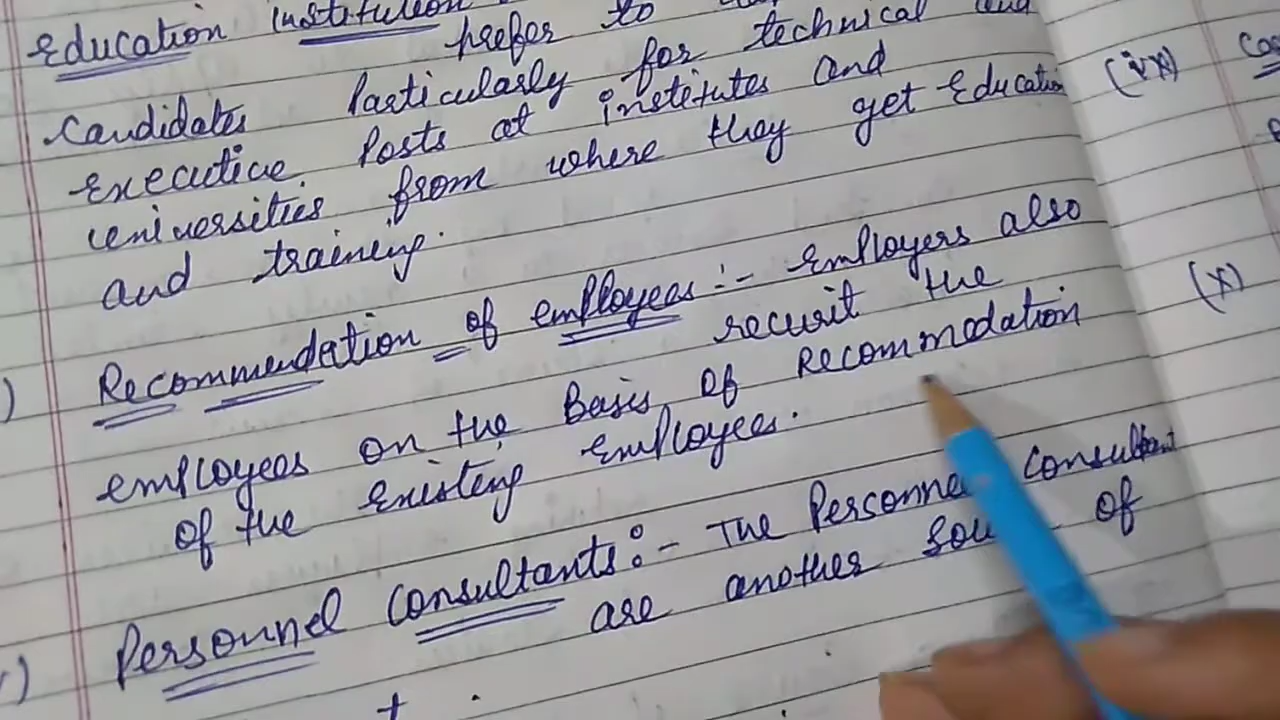 Education institution
prefer to
candidates Particularly for technical and
Executive Posts at institutes and
universities from where they get Education
and training.
) Recommendation of employees :- Employers also
recurit the
employees on the Basis of Recommodation
of the Existing Employees.
) Personnel Consultants :- The Personnel Consultant
are another of
(ix)
(x)